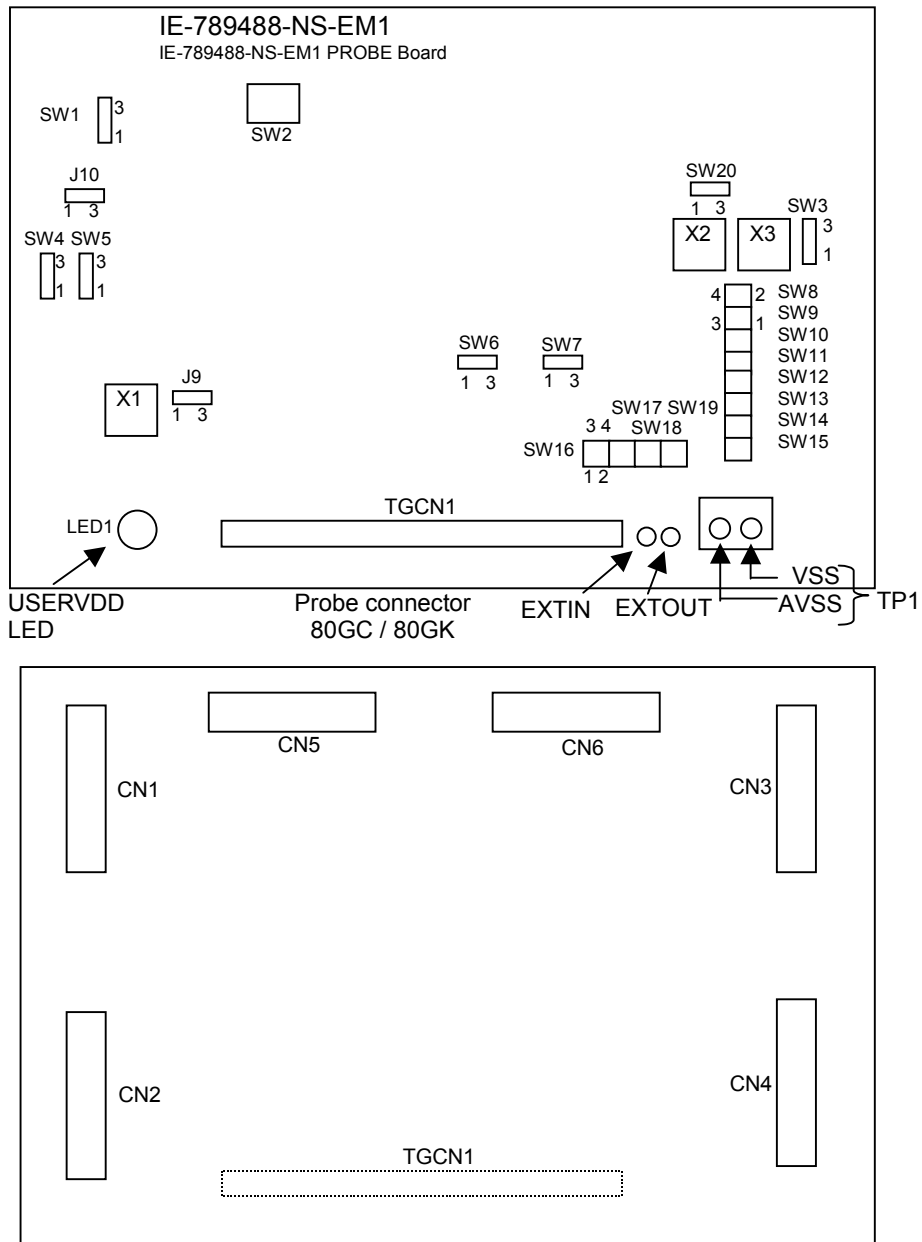 IE-789488-NS-EM1
IE-789488-NS-EM1 PROBE Board
SW1
3
1
SW2
J10
1 3
SW20
1 3
SW3
3
1
SW4 SW5
3
1
3
1
X2
X3
4
2
SW8
3
1
SW9
SW10
SW11
SW12
SW13
SW14
SW15
SW6
1 3
SW7
1 3
X1
J9
1 3
SW17 SW19
3 4
SW18
SW16
1 2
TGCN1
LED1
VSS
AVSS
TP1
USERVDD
LED
Probe connector
80GC / 80GK
EXTIN
EXTOUT
CN5
CN6
CN1
CN3
CN2
CN4
TGCN1